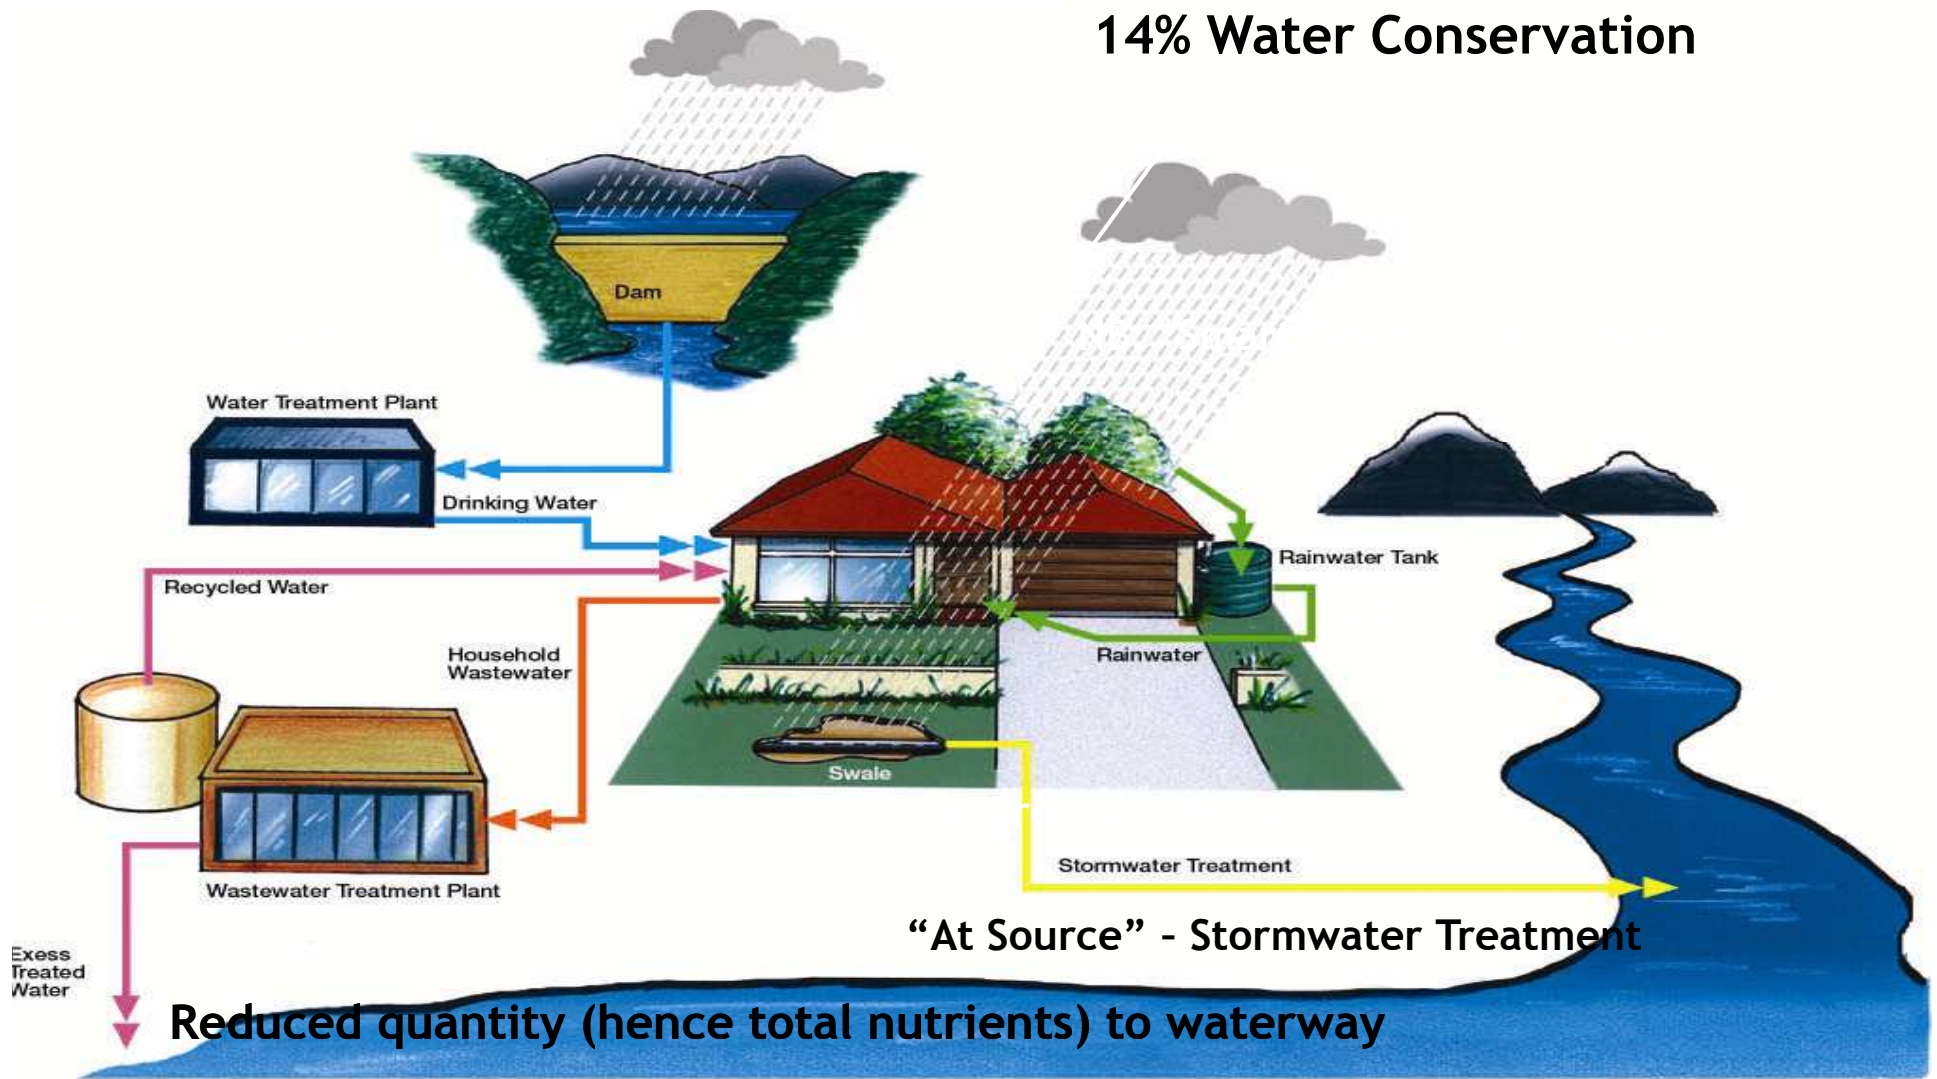 14% Water Conservation
Dam
Water Treatment Plant
Drinking Water
Recycled Water
Rainwater Tank
Household
Wastewater
Rainwater
Swale
Stormwater Treatment
Wastewater Treatment Plant
“At Source” – Stormwater Treatment
Exess
Treated
Water
Reduced quantity (hence total nutrients) to waterway